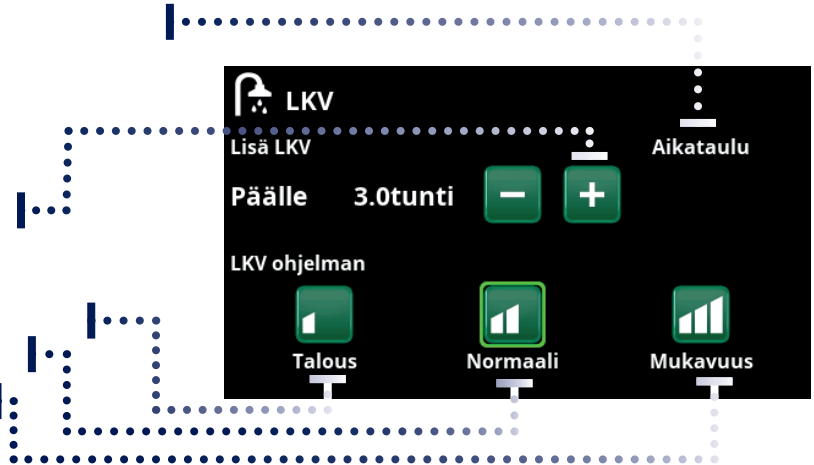 LKV
Lisä LKV
Aikataulu
Päälle 3.0tunti − +
LKV ohjelman
Talous Normaali Mukavuus